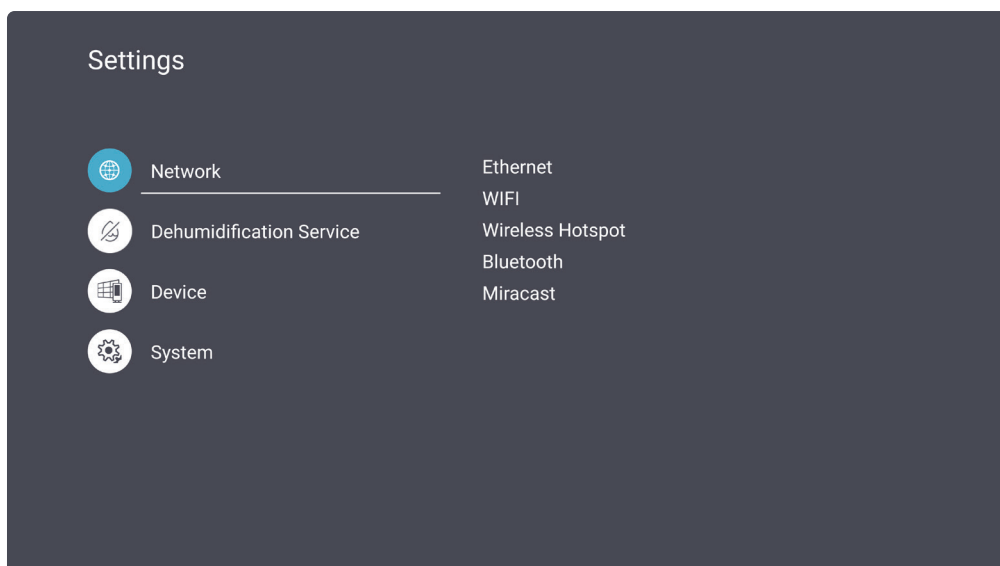 Settings
Network
Dehumidification Service
Device
System
Ethernet
WIFI
Wireless Hotspot
Bluetooth
Miracast